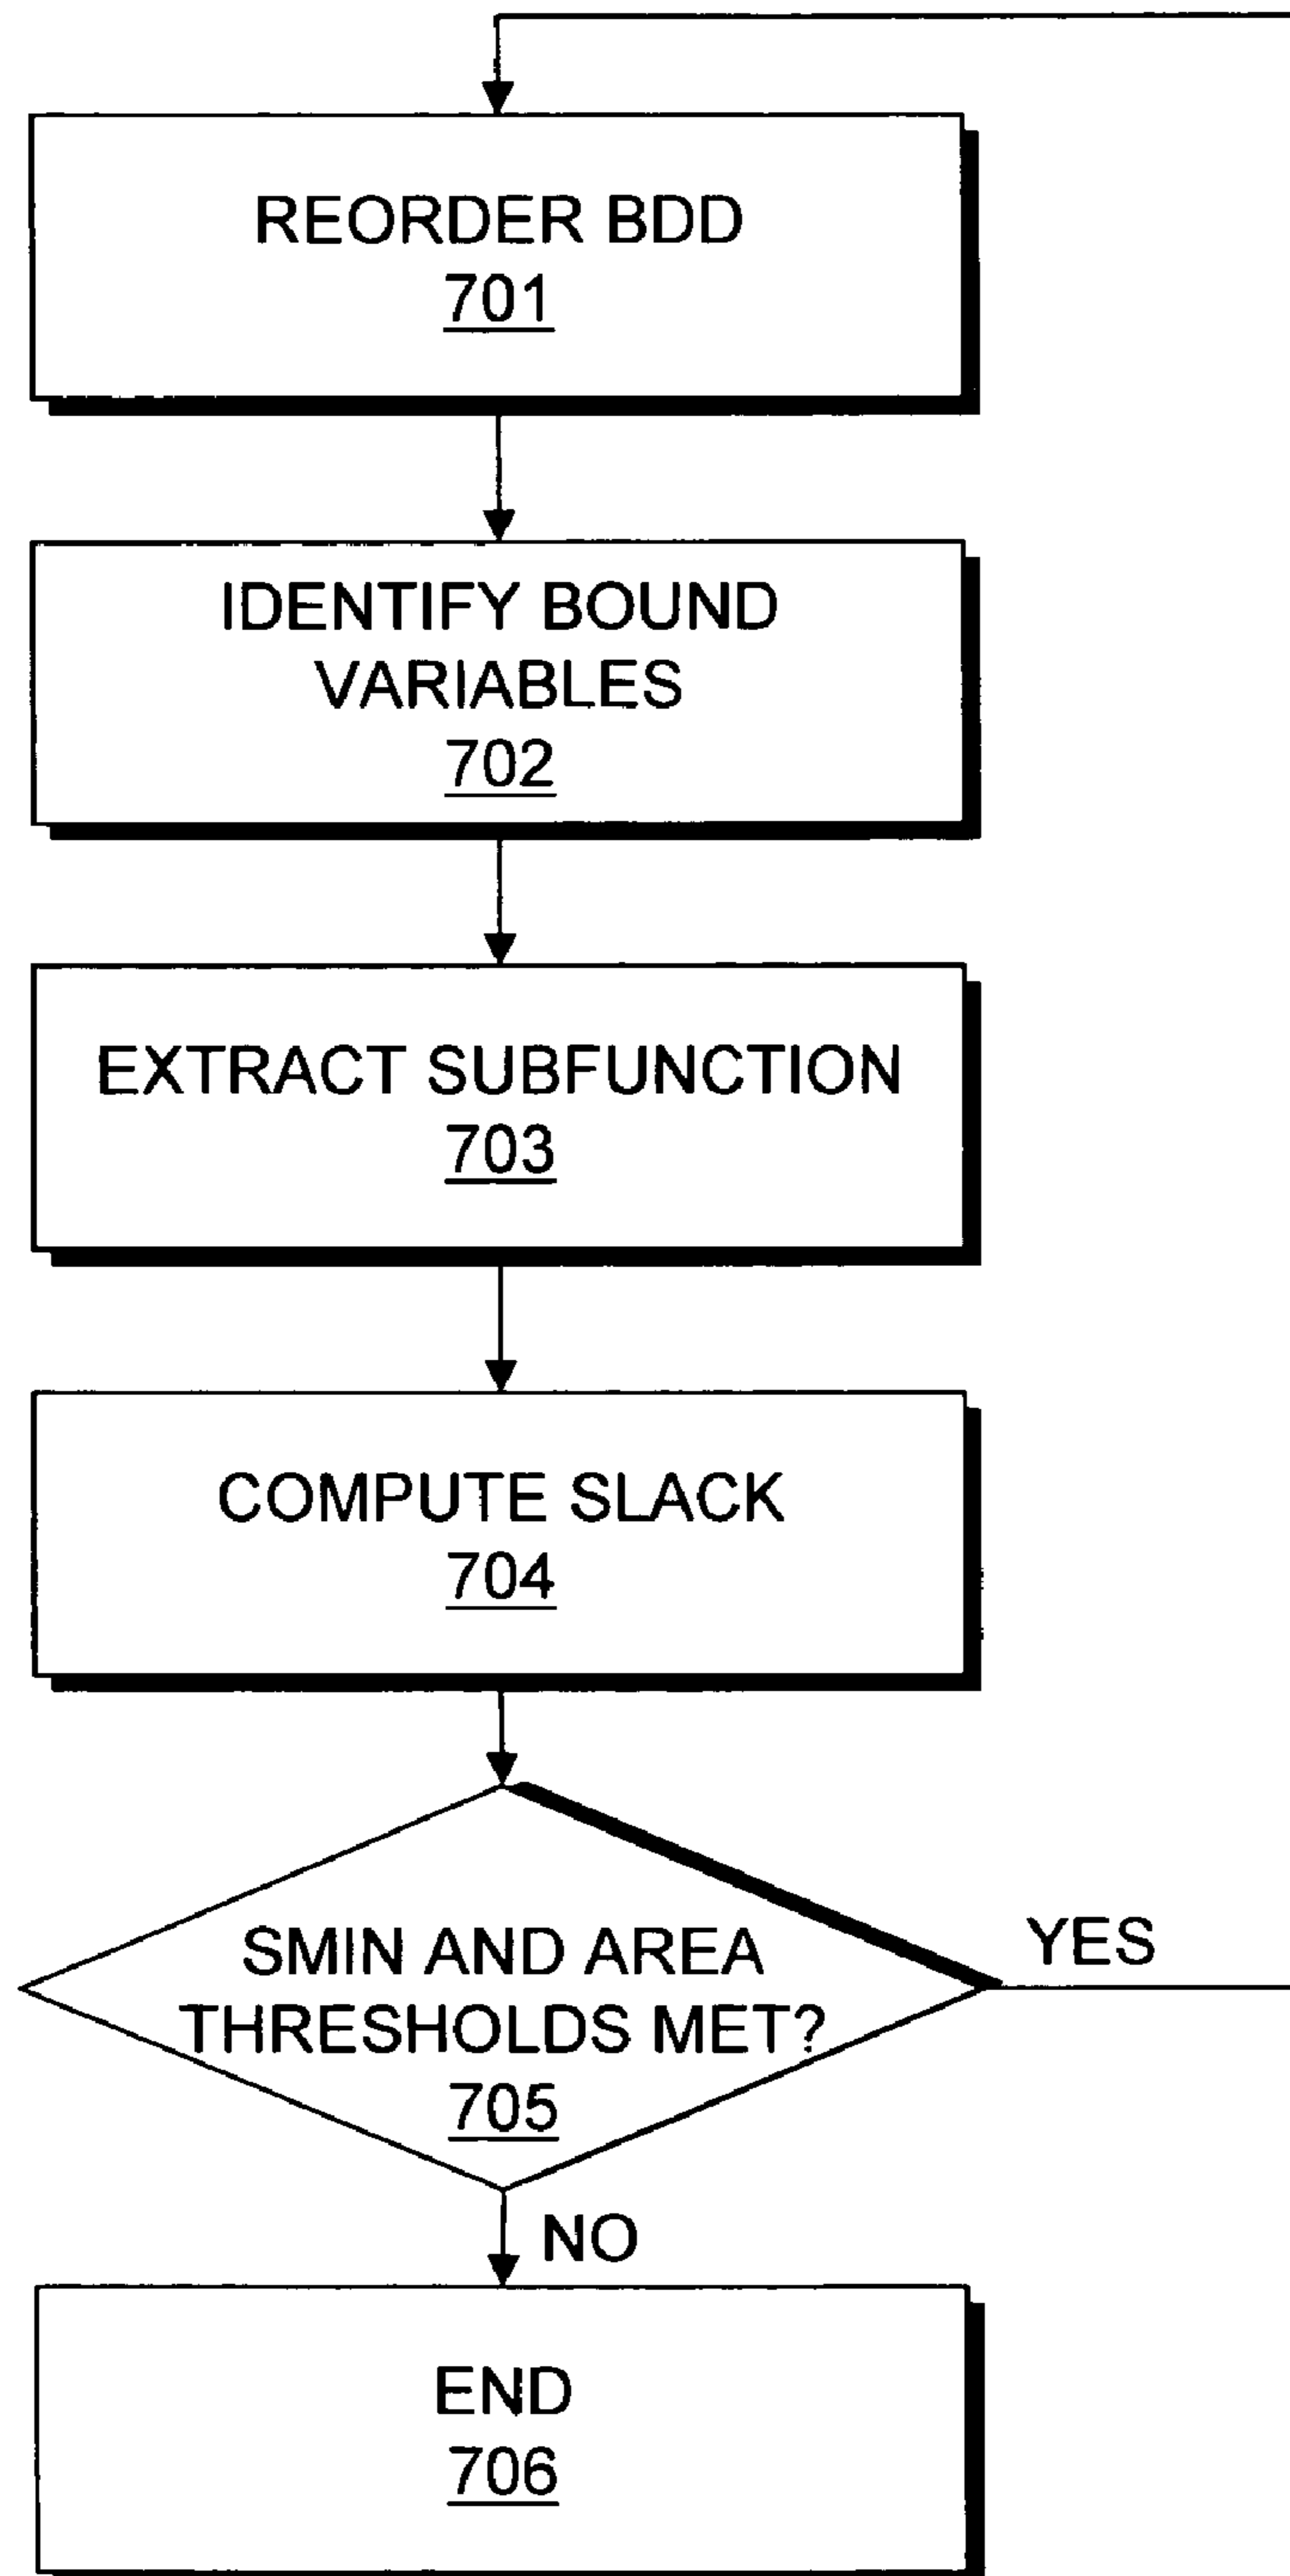 REORDER BDD
701
IDENTIFY BOUND
VARIABLES
702
EXTRACT SUBFUNCTION
703
COMPUTE SLACK
704
SMIN AND AREA
THRESHOLDS MET?
705
YES
NO
END
706